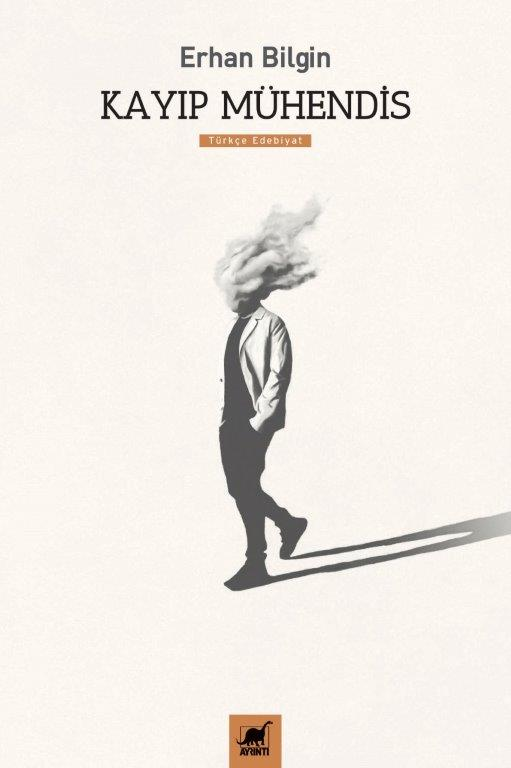 Erhan Bilgin
KAYIP MÜHENDİS
Türkçe Edebiyat
AYRINTI